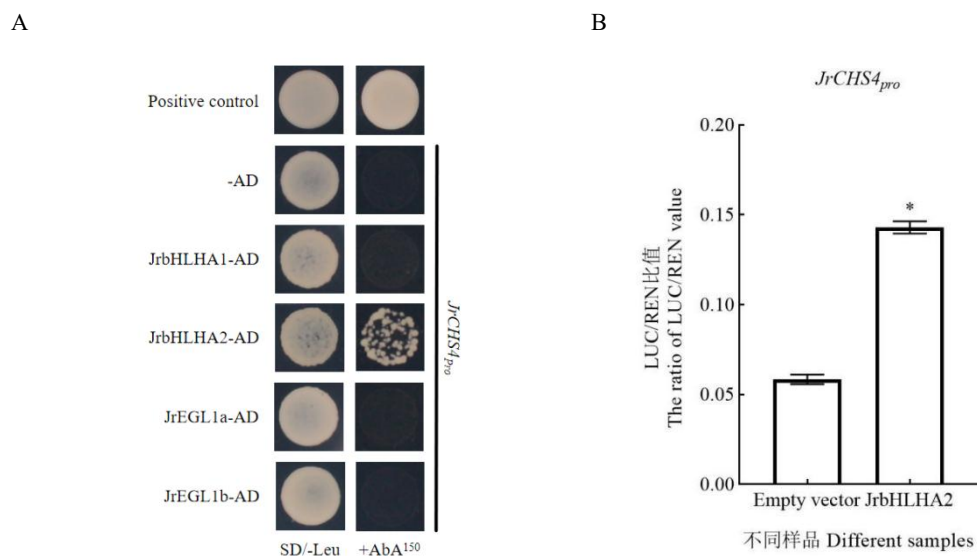 A
Positive control
-AD
JrbHLHA1-AD
JrbHLHA2-AD
JrEGL1a-AD
JrEGL1b-AD
SD/-Leu
+AbA150
JrCHS4pro
B
JrCHS4pro
LUC/REN比值
The ratio of LUC/REN value
0.20
0.15
0.10
0.05
0.00
*
Empty vector
JrbHLHA2
不同样品 Different samples